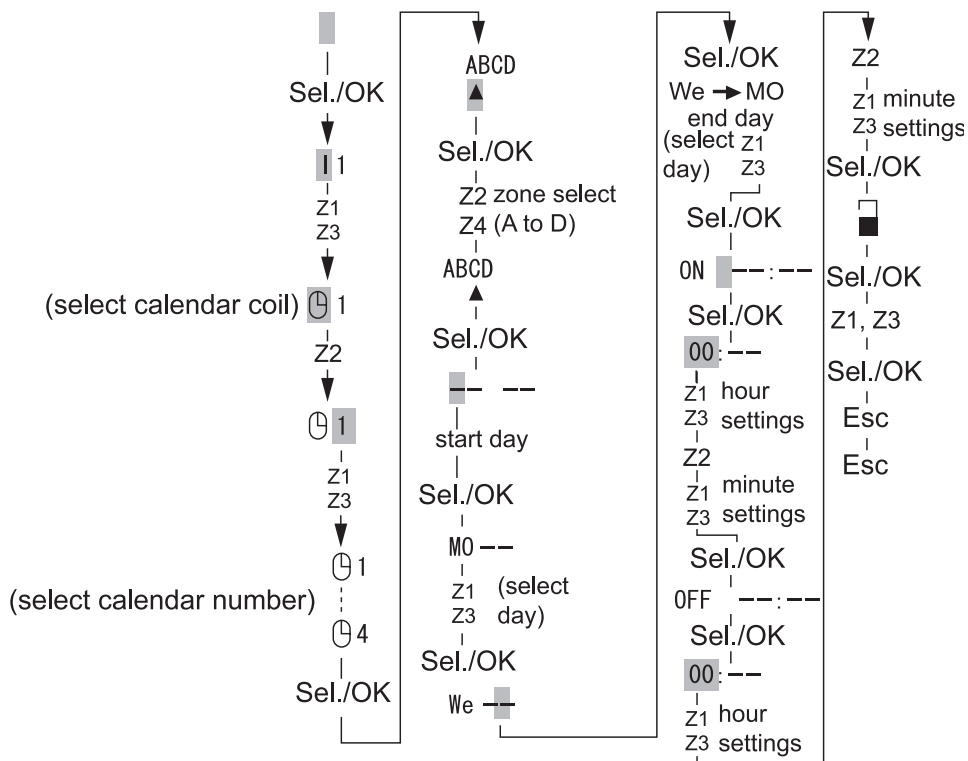 Sel./OK
I 1
Z1
Z3
(select calendar coil) 1
Z2
1
Z1
Z3
1
(select calendar number)
4
Sel./OK
ABCD
Sel./OK
Z2 zone select
Z4 (A to D)
ABCD
Sel./OK
-- --
start day
Sel./OK
MO --
Z1 (select
Z3 day)
Sel./OK
We --
Sel./OK
We → MO
end day
(select Z1
day) Z3
Sel./OK
ON --:--
Sel./OK
00:--
Z1 hour
Z3 settings
Z2
Z1 minute
Z3 settings
Sel./OK
OFF --:--
Sel./OK
00:--
Z1 hour
Z3 settings
Z2
Z1 minute
Z3 settings
Sel./OK
Sel./OK
Z1, Z3
Sel./OK
Esc
Esc